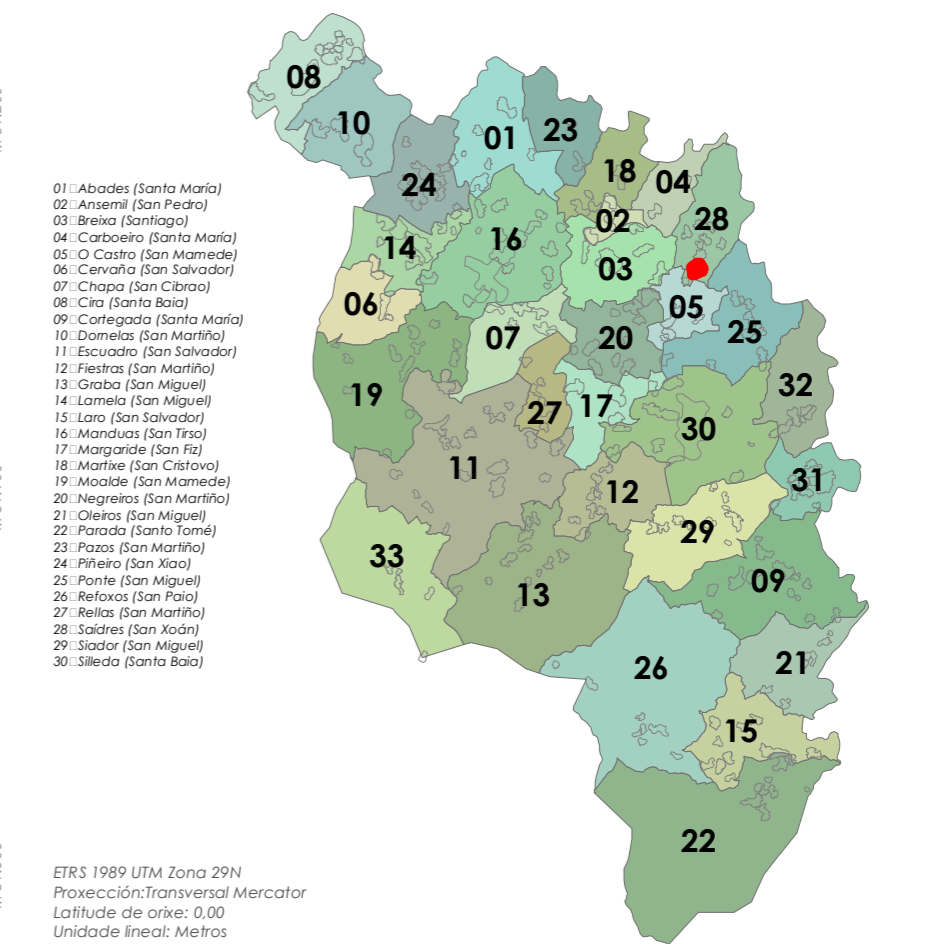 08
10
01
23
18
04
24
02
28
14
16
03
06
05
07
20
25
19
32
27
17
30
11
12
31
33
29
13
09
26
21
15
22
01 Abades (Santa María)
02 Ansemil (San Pedro)
03 Breixa (Santiago)
04 Carboeiro (Santa María)
05 O Castro (San Mamede)
06 Cervaña (San Salvador)
07 Chapa (San Cibrao)
08 Cira (Santa Baia)
09 Cortegada (Santa María)
10 Dornelas (San Martiño)
11 Escuadro (San Salvador)
12 Fiestras (San Martiño)
13 Graba (San Miguel)
14 Lamela (San Miguel)
15 Laro (San Salvador)
16 Manduas (San Tirso)
17 Margaride (San Fiz)
18 Martixe (San Cristovo)
19 Moalde (San Mamede)
20 Negreiros (San Martiño)
21 Oleiros (San Miguel)
22 Parada (Santo Tomé)
23 Pazos (San Martiño)
24 Piñeiro (San Xiao)
25 Ponte (San Miguel)
26 Refoxos (San Paio)
27 Rellas (San Martiño)
28 Saídres (San Xoán)
29 Siador (San Miguel)
30 Silleda (Santa Baia)
ETRS 1989 UTM Zona 29N
Proxección:Transversal Mercator
Latitude de orixe: 0,00
Unidade lineal: Metros